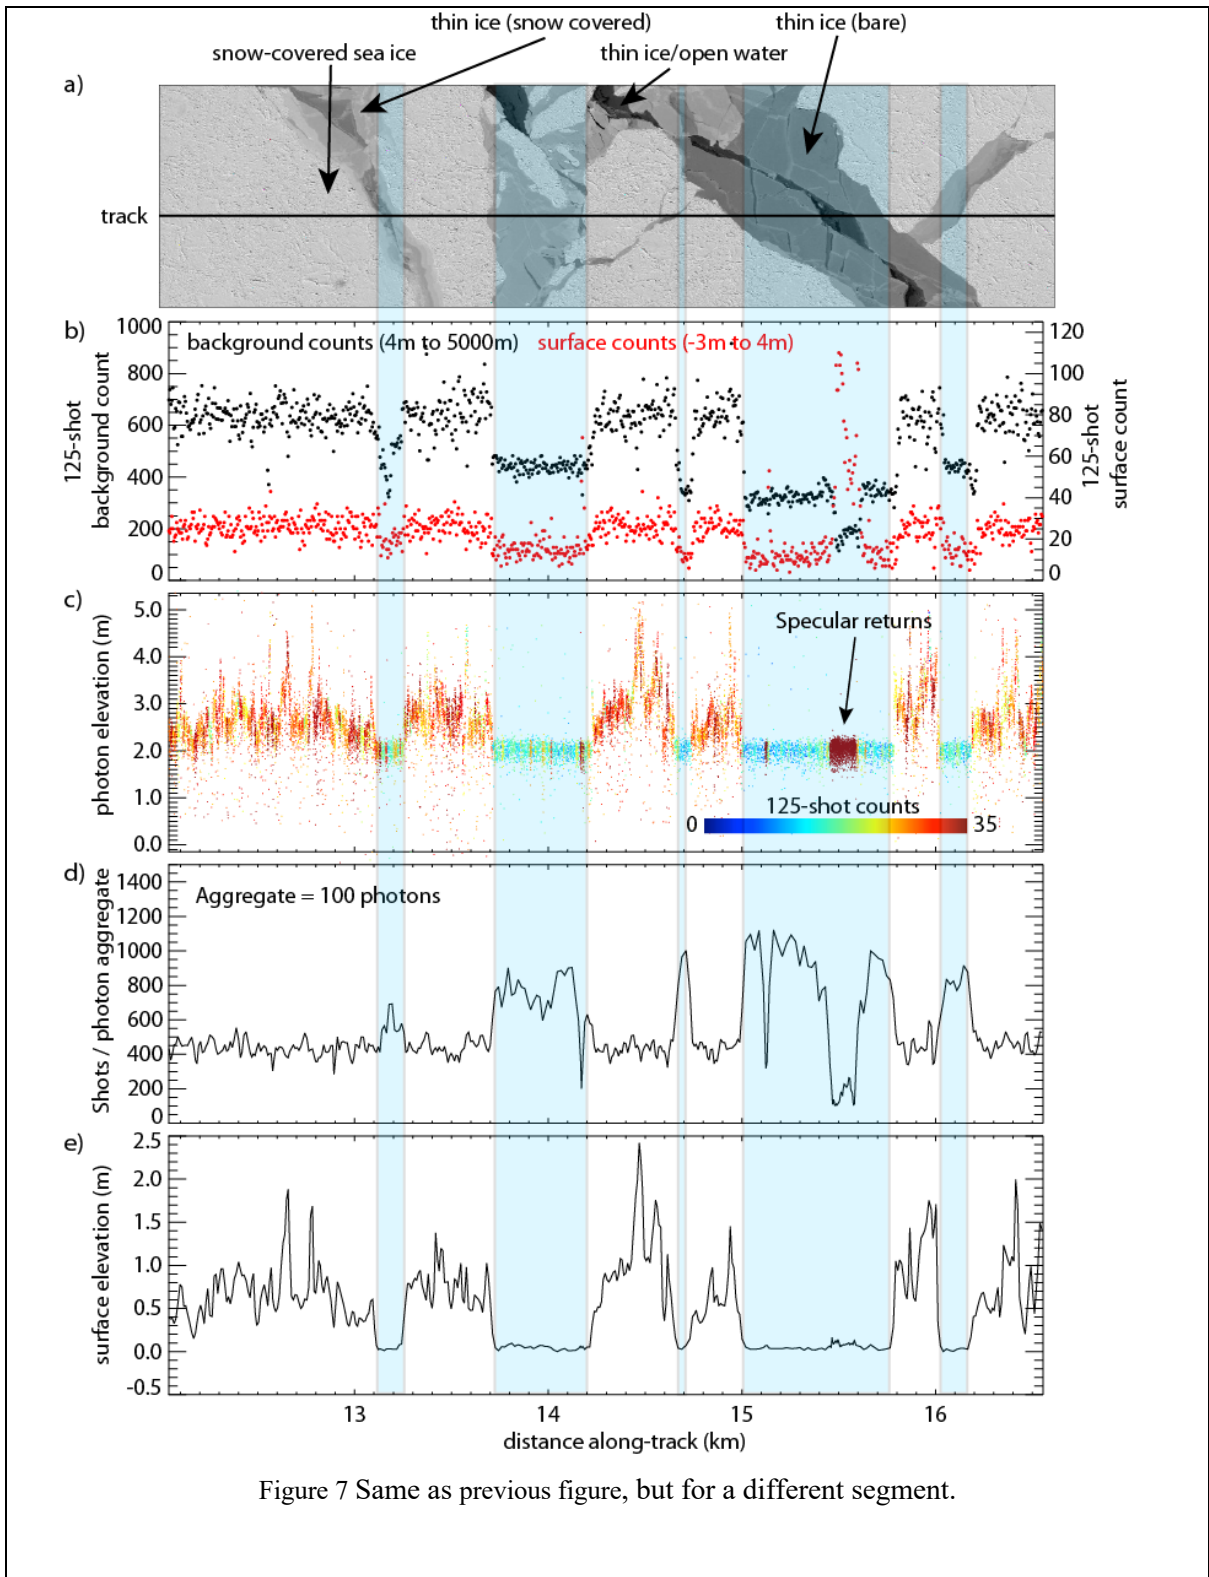 thin ice (snow covered)
thin ice (bare)
snow-covered sea ice
thin ice/open water
a)
track
b)
1000
800
600
400
200
0
125-shot
background count
background counts (4m to 5000m)
surface counts (-3m to 4m)
120
100
80
60
40
20
0
125-shot
surface count
c)
5.0
4.0
3.0
2.0
1.0
0.0
photon elevation (m)
Specular returns
125-shot counts
0
35
d)
1400
1200
1000
800
600
400
200
0
Shots / photon aggregate
Aggregate = 100 photons
e)
2.5
2.0
1.5
1.0
0.5
0.0
-0.5
surface elevation (m)
13
14
15
16
distance along-track (km)
Figure 7 Same as previous figure, but for a different segment.